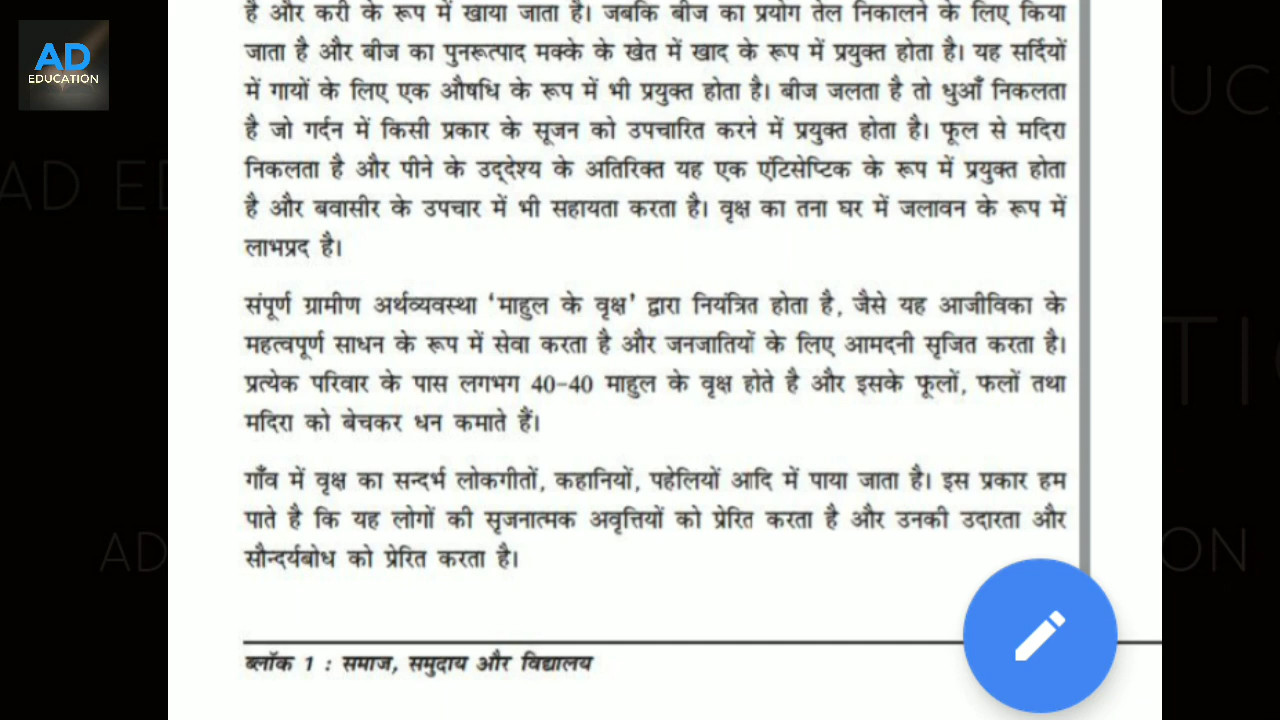 AD
EDUCATION
है और करी के रूप में खाया जाता है। जबकि बीज का प्रयोग तेल निकालने के लिए किया
जाता है और बीज का पुनरूत्पाद मक्के के खेत में खाद के रूप में प्रयुक्त होता है। यह सर्दियों
में गायों के लिए एक औषधि के रूप में भी प्रयुक्त होता है। बीज जलता है तो धुआँ निकलता
है जो गर्दन में किसी प्रकार के सूजन को उपचारित करने में प्रयुक्त होता है। फूल से मदिरा
निकलता है और पीने के उद्देश्य के अतिरिक्त यह एक एंटिसेप्टिक के रूप में प्रयुक्त होता
है और बवासीर के उपचार में भी सहायता करता है। वृक्ष का तना घर में जलावन के रूप में
लाभप्रद है।
संपूर्ण ग्रामीण अर्थव्यवस्था 'माहुल के वृक्ष' द्वारा नियंत्रित होता है, जैसे यह आजीविका के
महत्वपूर्ण साधन के रूप में सेवा करता है और जनजातियों के लिए आमदनी सृजित करता है।
प्रत्येक परिवार के पास लगभग 40-40 माहुल के वृक्ष होते है और इसके फूलों, फलों तथा
मदिरा को बेचकर धन कमाते हैं।
गाँव में वृक्ष का सन्दर्भ लोकगीतों, कहानियों, पहेलियों आदि में पाया जाता है। इस प्रकार हम
पाते है कि यह लोगों की सृजनात्मक अवृत्तियों को प्रेरित करता है और उनकी उदारता और
सौन्दर्यबोध को प्रेरित करता है।
ब्लॉक 1 : समाज, समुदाय और विद्यालय